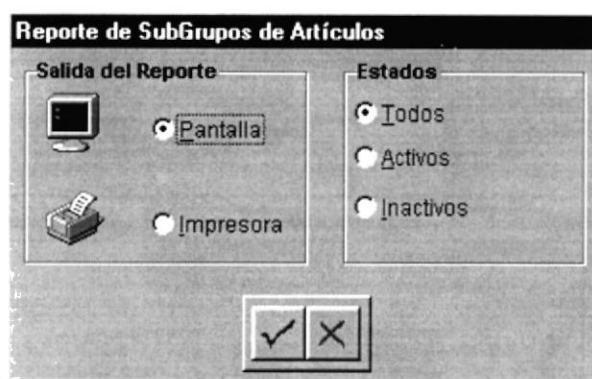 Reporte de SubGrupos de Artículos
Salida del Reporte
Pantalla
Impresora
Estados
Todos
Activos
Inactivos